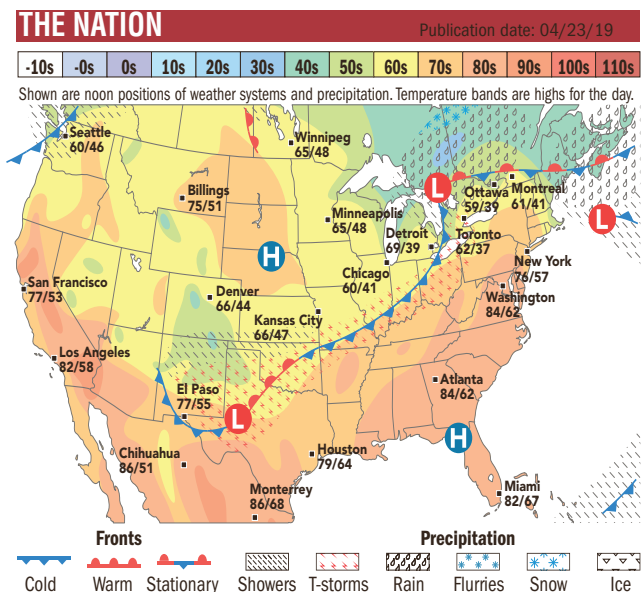 THE NATION
Publication date: 04/23/19
-10s -0s 0s 10s 20s 30s 40s 50s 60s 70s 80s 90s 100s 110s
Shown are noon positions of weather systems and precipitation. Temperature bands are highs for the day.
Seattle
60/46
Winnipeg
65/48
Billings
75/51
Minneapolis
65/48
L
Ottawa
59/39
Montreal
61/41
L
Detroit
69/39
Toronto
62/37
H
Chicago
60/41
New York
76/57
San Francisco
77/53
Denver
66/44
Washington
84/62
Kansas City
66/47
Los Angeles
82/58
El Paso
77/55
Atlanta
84/62
L
H
Chihuahua
86/51
Houston
79/64
Monterrey
86/68
Miami
82/67
Fronts
Precipitation
Cold Warm Stationary Showers T-storms Rain Flurries Snow Ice